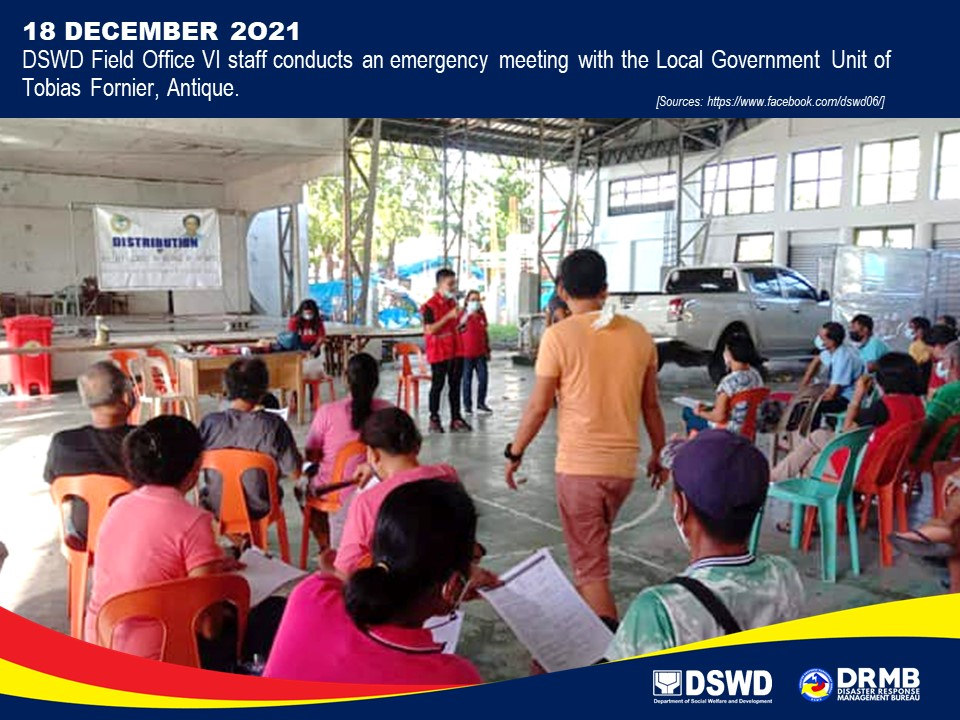 18 DECEMBER 2021
DSWD Field Office VI staff conducts an emergency meeting with the Local Government Unit of
Tobias Fornier, Antique.
[Sources: https://www.facebook.com/dswd06/]
DISTRIBUTION
DSWD
Department of Social Welfare and Development
DRMB
DISASTER RESPONSE
MANAGEMENT BUREAU